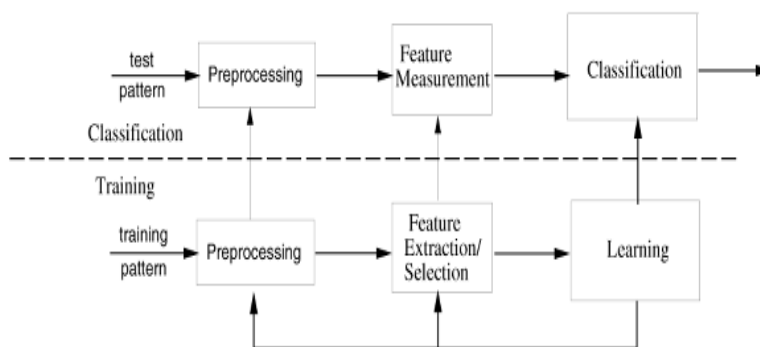 test
pattern
Preprocessing
Feature
Measurement
Classification
Classification
Training
training
pattern
Preprocessing
Feature
Extraction/
Selection
Learning